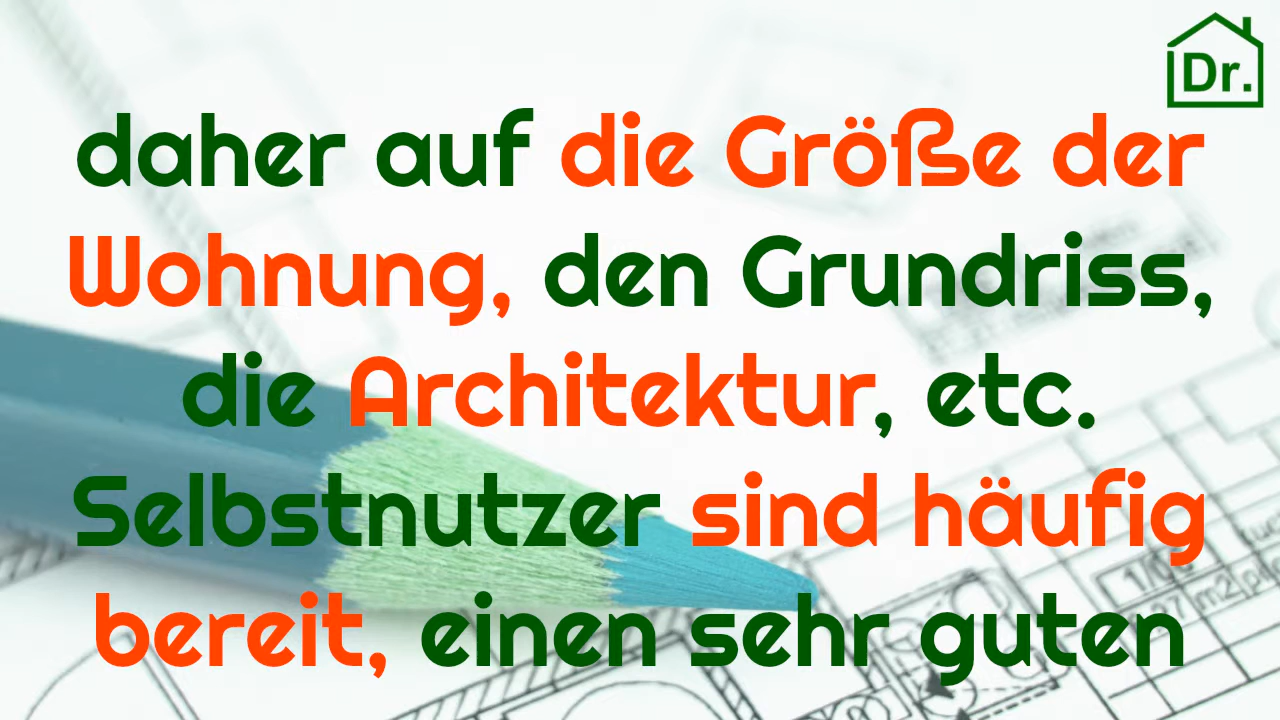 Dr.
daher auf die Größe der
Wohnung, den Grundriss,
die Architektur, etc.
Selbstnutzer sind häufig
bereit, einen sehr guten